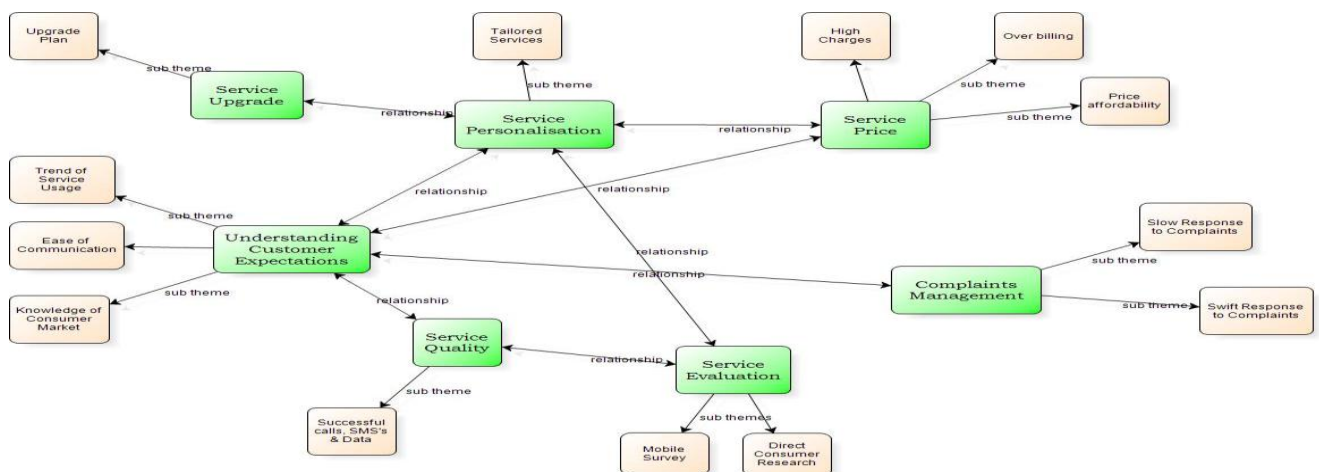 Upgrade
Plan
sub theme
Service
Upgrade
relationship
Tailored
Services
sub theme
Service
Personalisation
relationship
High
Charges
Over billing
sub theme
Price
affordability
sub theme
Service
Price
Trend of
Service
Usage
sub theme
relationship
relationship
Ease of
Communication
Understanding
Customer
Expectations
sub theme
Knowledge of
Consumer
Market
relationship
relationship
relationship
Slow Response
to Complaints
sub theme
Complaints
Management
sub theme
Swift Response
to Complaints
Service
Quality
relationship
Service
Evaluation
sub theme
Successful
calls, SMS's
& Data
sub themes
Mobile
Survey
Direct
Consumer
Research